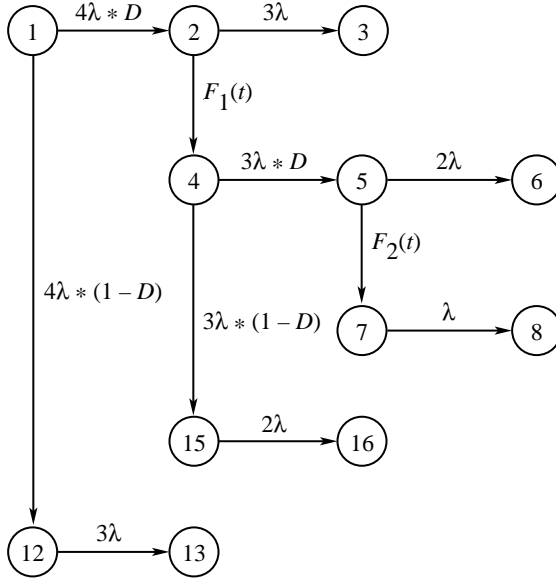 1 4λ * D 2 3λ 3
F1(t)
4 3λ * D 5 2λ 6
F2(t)
4λ * (1 – D) 3λ * (1 – D)
7 λ 8
15 2λ 16
12 3λ 13